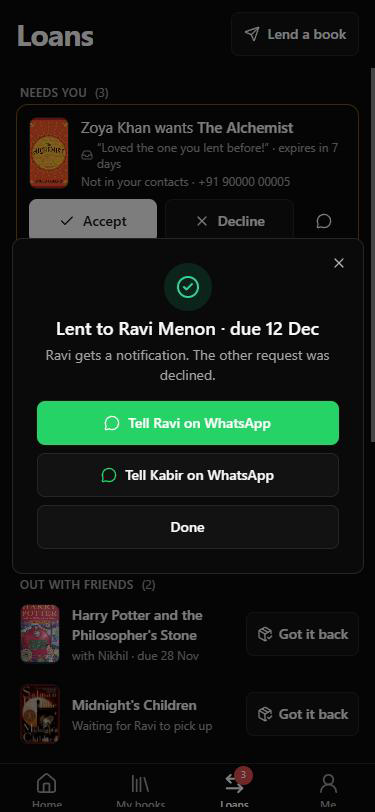 Loans
Lend a book
NEEDS YOU (3)
Zoya Khan wants The Alchemist
"Loved the one you lent before!" · expires in 7
days
Not in your contacts · +91 90000 00005
Accept
Decline
Lent to Ravi Menon · due 12 Dec
Ravi gets a notification. The other request was
declined.
Tell Ravi on WhatsApp
Tell Kabir on WhatsApp
Done
OUT WITH FRIENDS (2)
Harry Potter and the
Philosopher's Stone
with Nikhil · due 28 Nov
Got it back
Midnight's Children
Waiting for Ravi to pick up
Got it back
3
Home
My books
Loans
Me